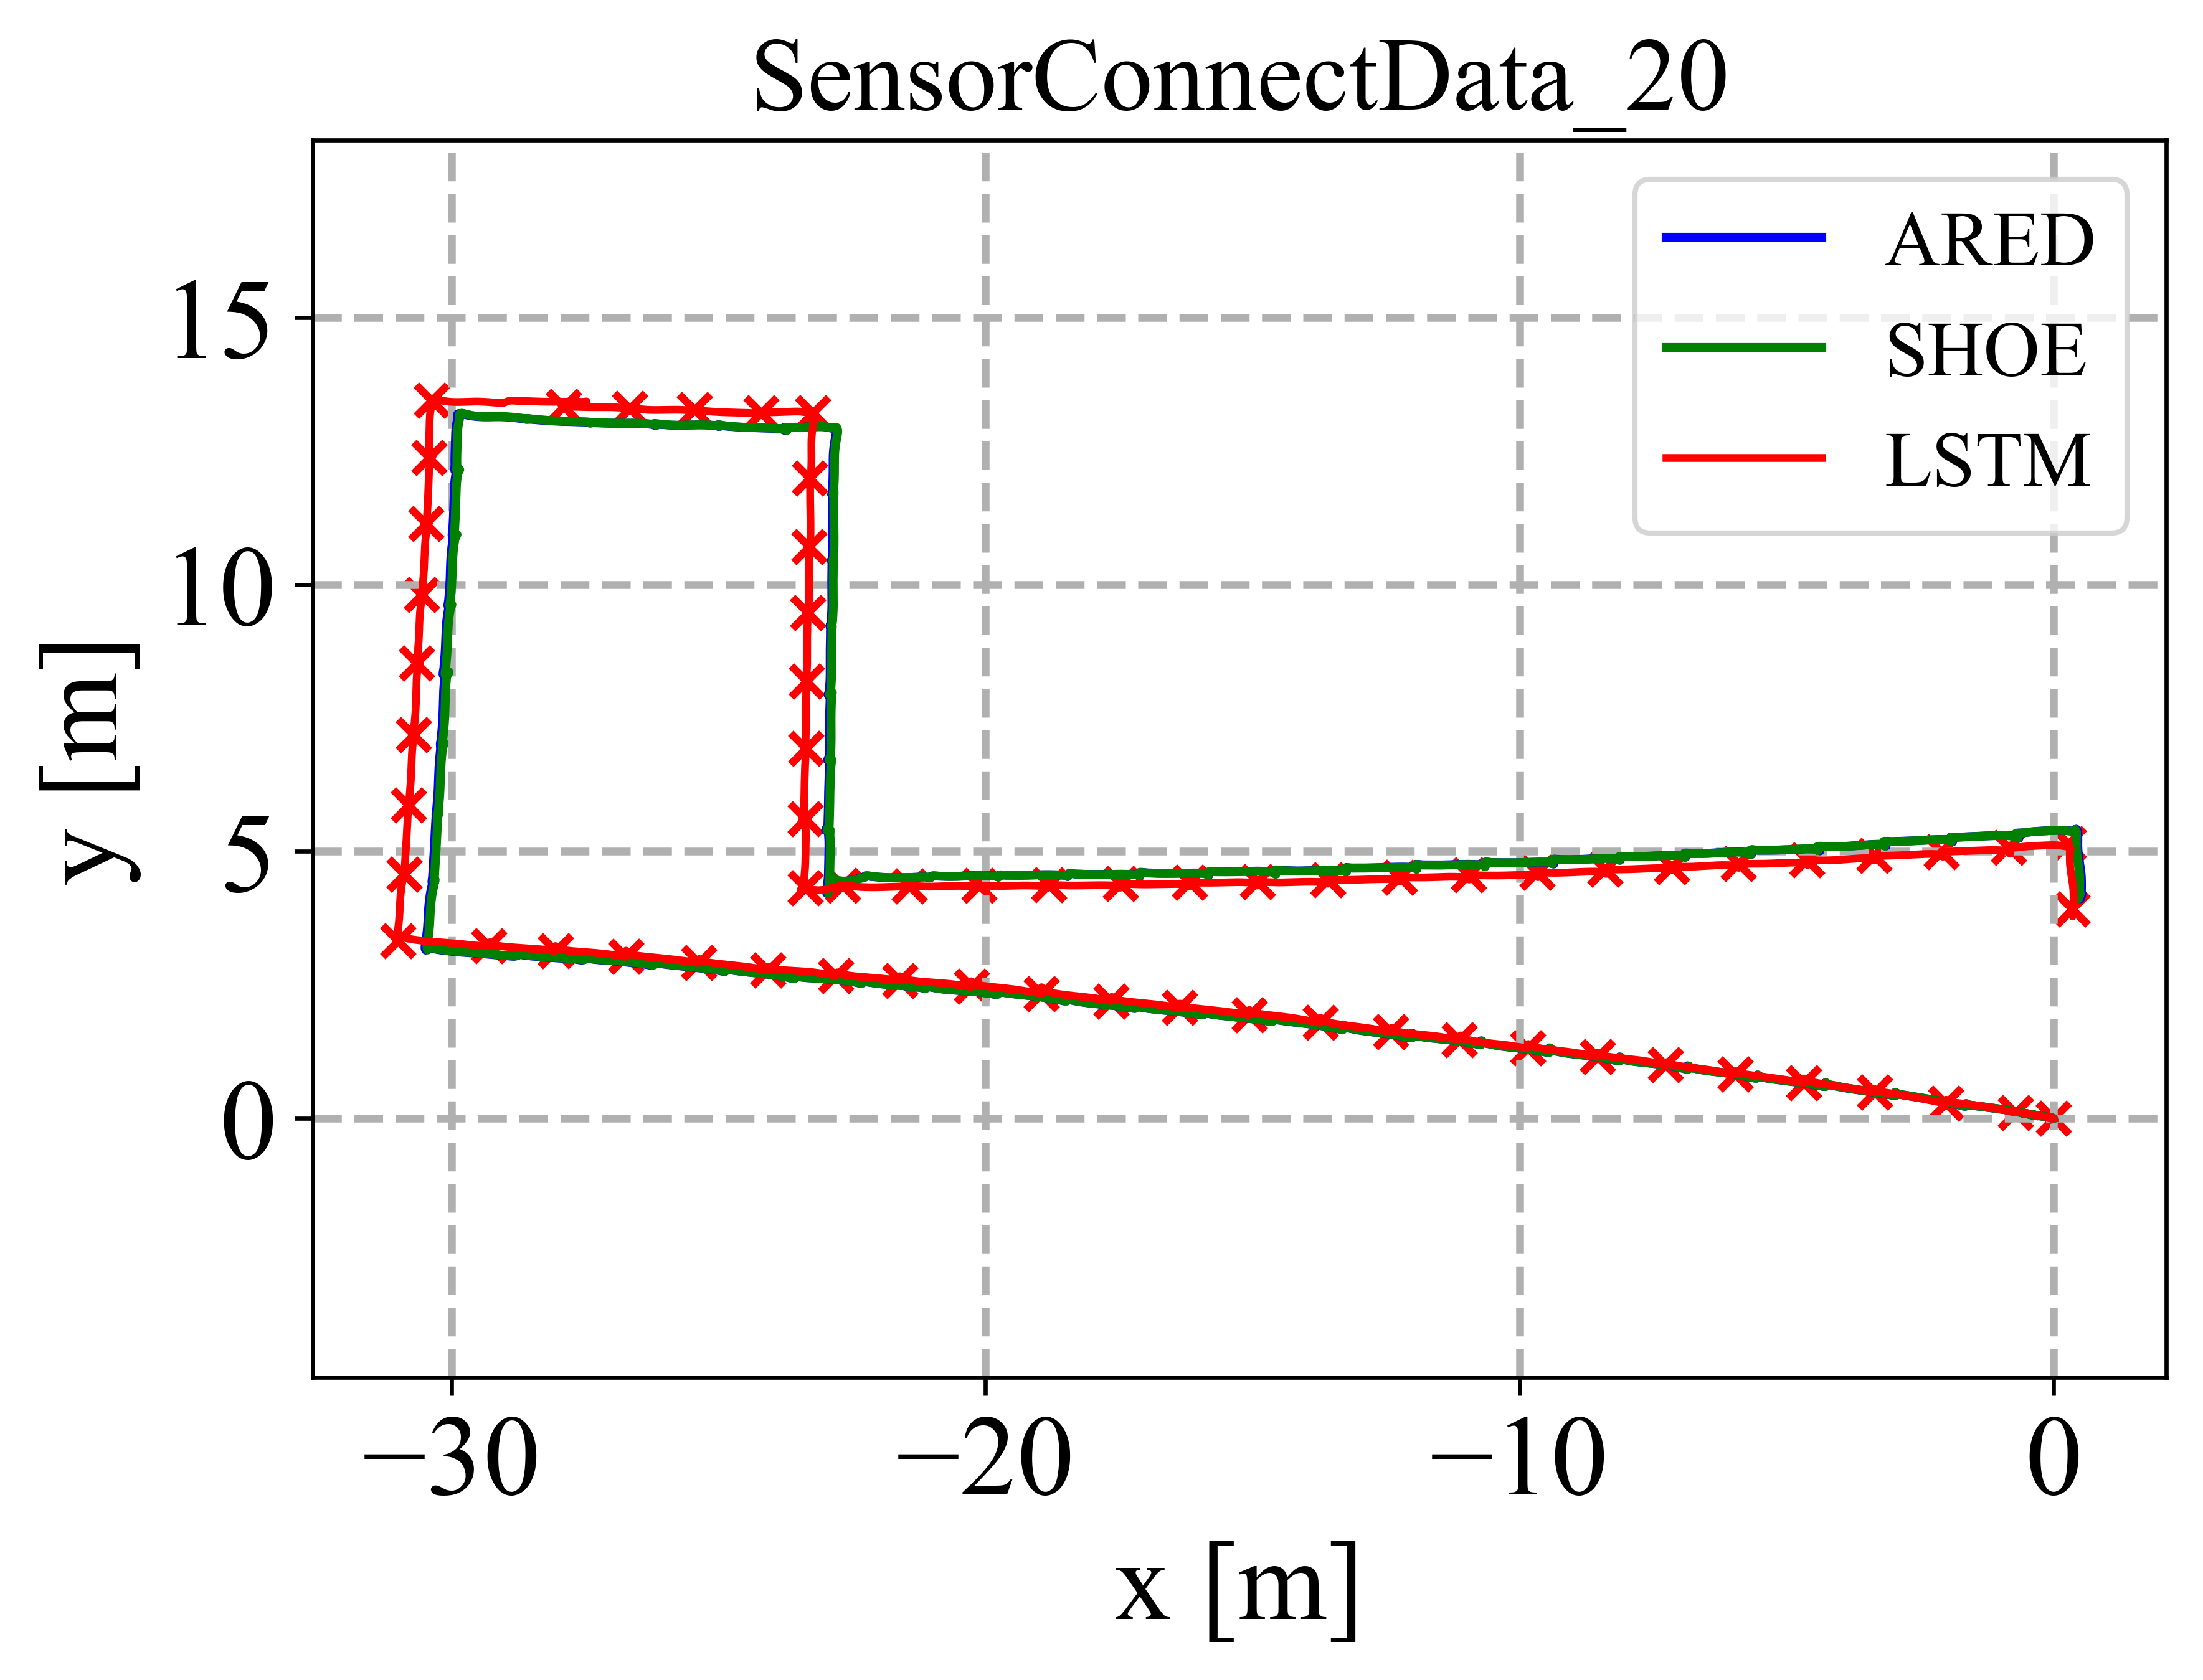 SensorConnectData_20
ARED
SHOE
LSTM
15
10
5
0
y [m]
−30
−20
−10
0
x [m]